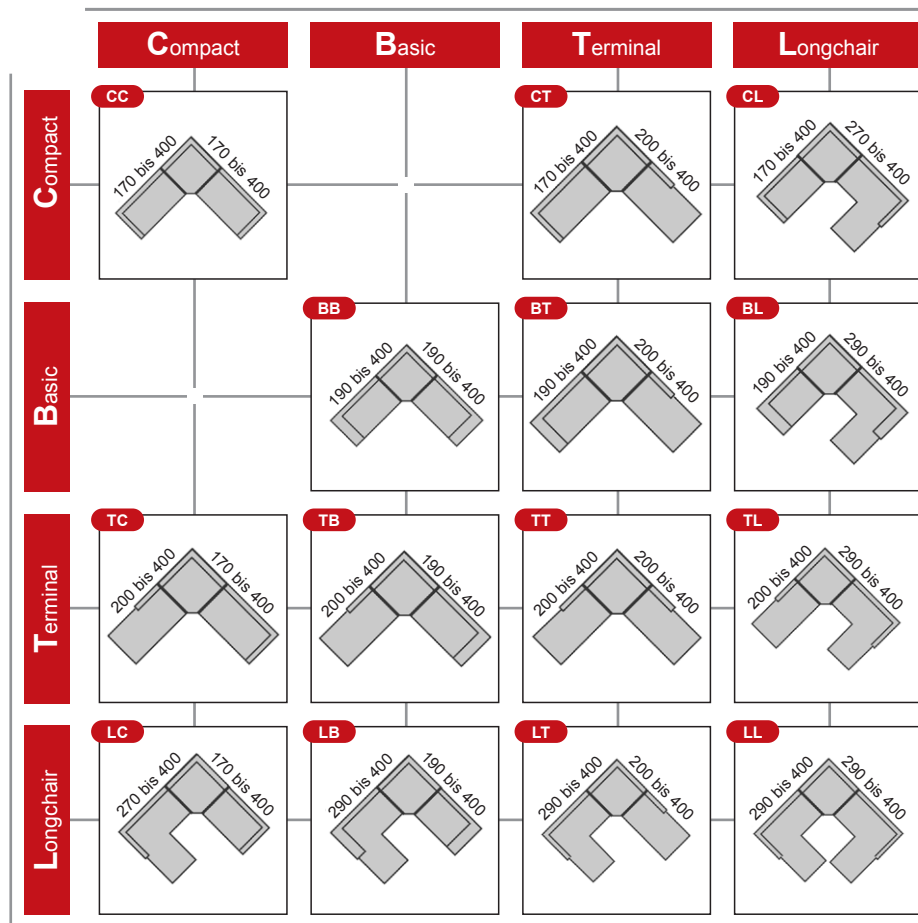 Compact
Basic
Terminal
Longchair
Compact
CC
170 bis 400
170 bis 400
CT
170 bis 400
200 bis 400
CL
170 bis 400
270 bis 400
Basic
BB
190 bis 400
190 bis 400
BT
190 bis 400
200 bis 400
BL
190 bis 400
290 bis 400
Terminal
TC
200 bis 400
170 bis 400
TB
200 bis 400
190 bis 400
TT
200 bis 400
200 bis 400
TL
200 bis 400
290 bis 400
Longchair
LC
270 bis 400
170 bis 400
LB
290 bis 400
190 bis 400
LT
290 bis 400
200 bis 400
LL
290 bis 400
290 bis 400